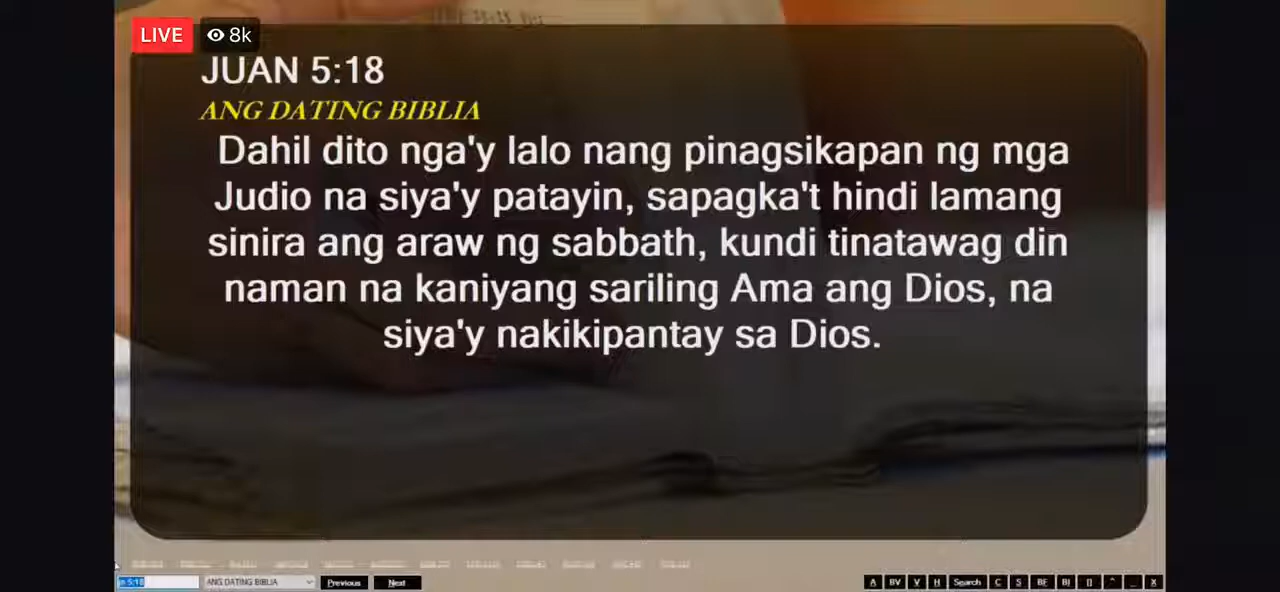 LIVE 8k
JUAN 5:18
ANG DATING BIBLIA
Dahil dito nga'y lalo nang pinagsikapan ng mga
Judio na siya'y patayin, sapagka't hindi lamang
sinira ang araw ng sabbath, kundi tinatawag din
naman na kaniyang sariling Ama ang Dios, na
siya'y nakikipantay sa Dios.
5:18 ANG DATING BIBLIA Previous Next A BV V H Search C S BE BI [] ^ _ X